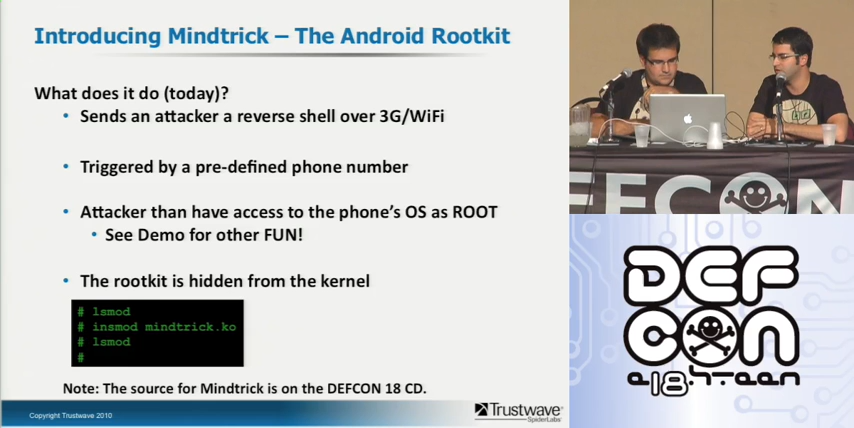 Introducing Mindtrick – The Android Rootkit
What does it do (today)?
• Sends an attacker a reverse shell over 3G/WiFi
• Triggered by a pre-defined phone number
• Attacker than have access to the phone's OS as ROOT
• See Demo for other FUN!
• The rootkit is hidden from the kernel
# lsmod
# insmod mindtrick.ko
# lsmod
#
Note: The source for Mindtrick is on the DEFCON 18 CD.
Copyright Trustwave 2010
Trustwave®
SpiderLabs®
EFCON
DEF
CON
e18hteen